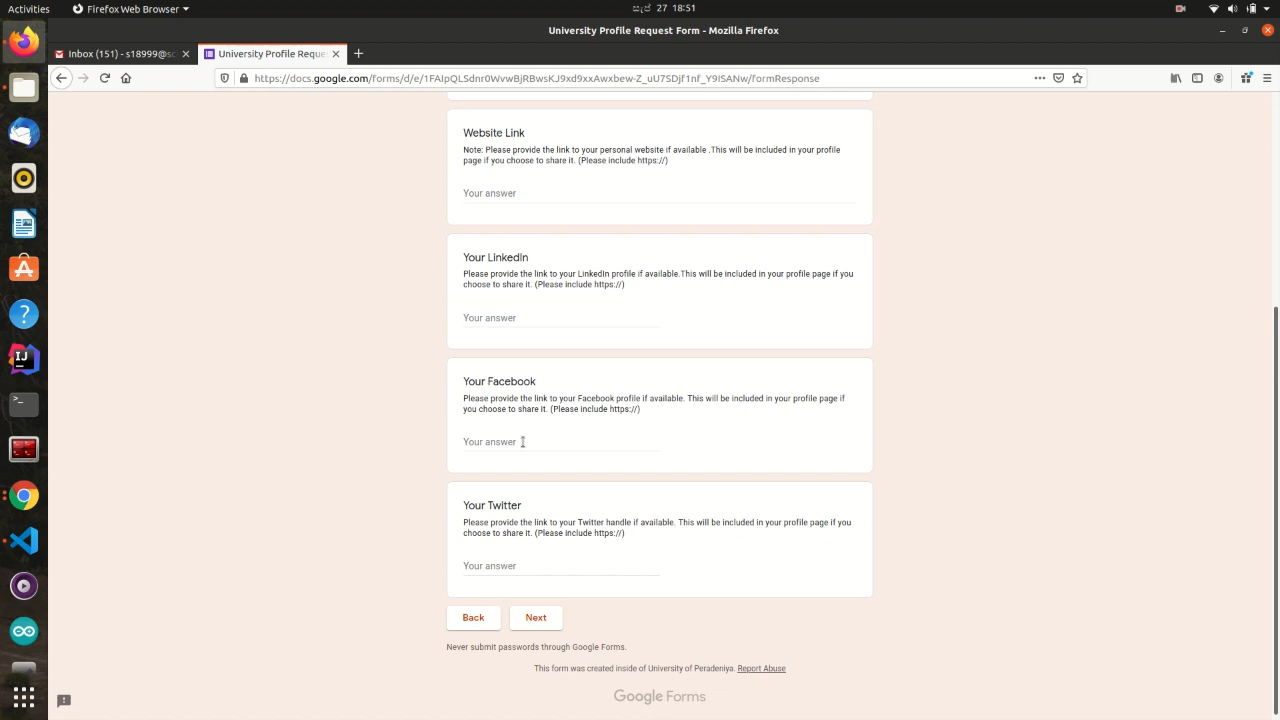 Activities
Firefox Web Browser
27 18:51
University Profile Request Form - Mozilla Firefox
Inbox (151) - s18999@sc
University Profile Reque
https://docs.google.com/forms/d/e/1FAIpQLSdnr0WvwBjRBwsKJ9xd9xxAwxbew-Z_uU7SDjf1nf_Y9ISANw/formResponse
Website Link
Note: Please provide the link to your personal website if available .This will be included in your profile
page if you choose to share it. (Please include https://)
Your answer
Your LinkedIn
Please provide the link to your LinkedIn profile if available.This will be included in your profile page if you
choose to share it. (Please include https://)
Your answer
Your Facebook
Please provide the link to your Facebook profile if available. This will be included in your profile page if
you choose to share it. (Please include https://)
Your answer
Your Twitter
Please provide the link to your Twitter handle if available. This will be included in your profile page if you
choose to share it. (Please include https://)
Your answer
Back
Next
Never submit passwords through Google Forms.
This form was created inside of University of Peradeniya. Report Abuse
Google Forms